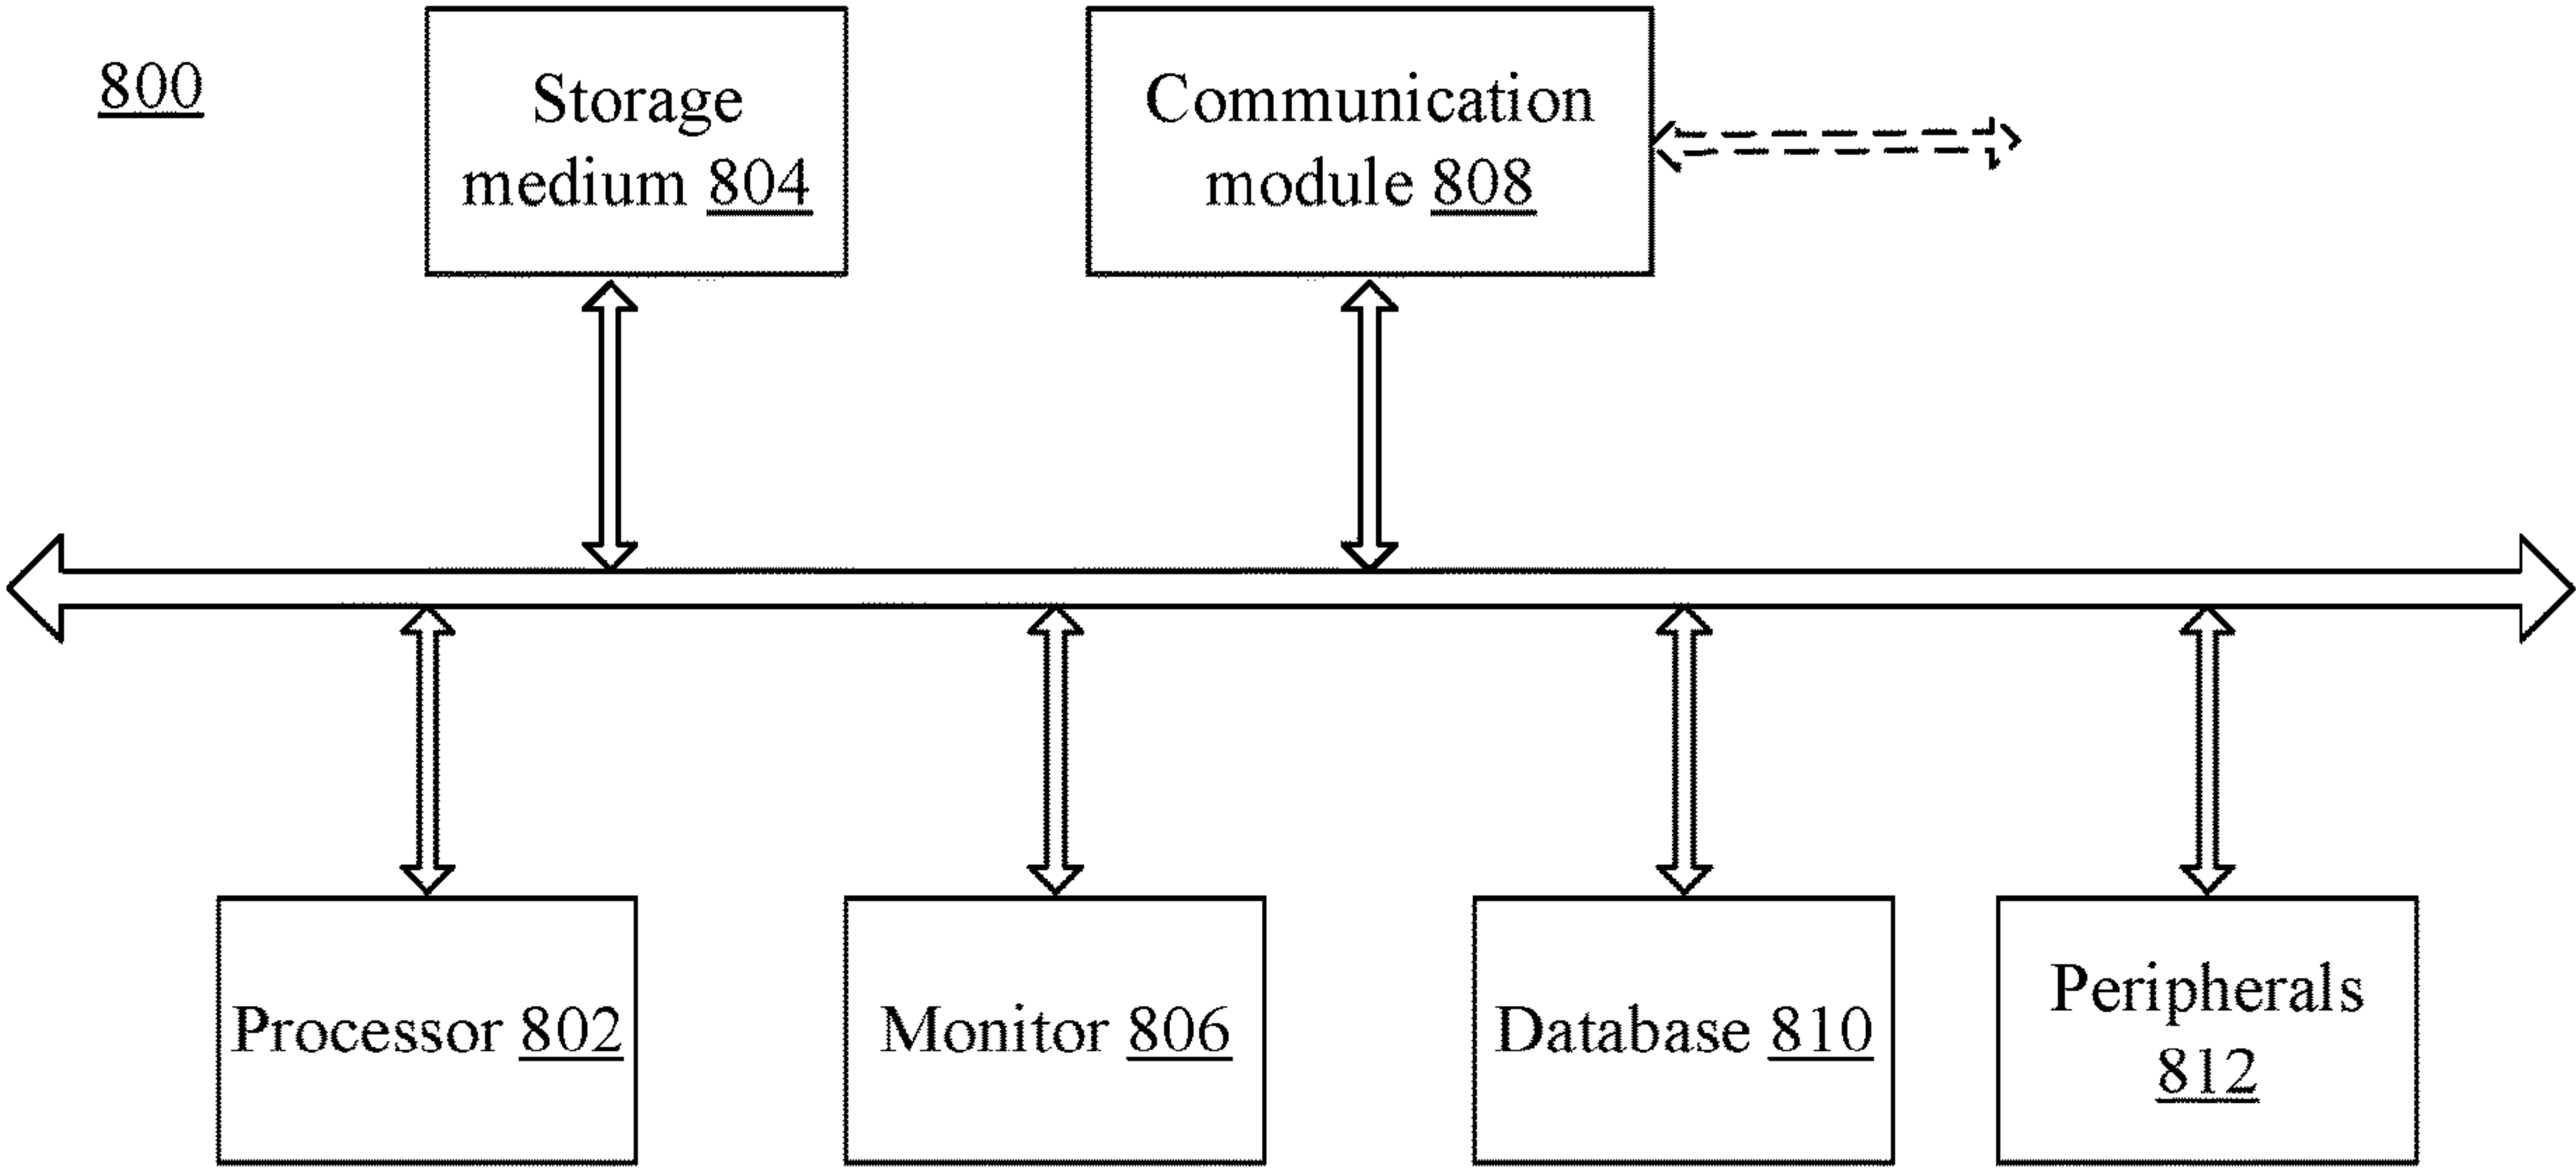 800
Storage
medium 804
Communication
module 808
Processor 802
Monitor 806
Database 810
Peripherals
812